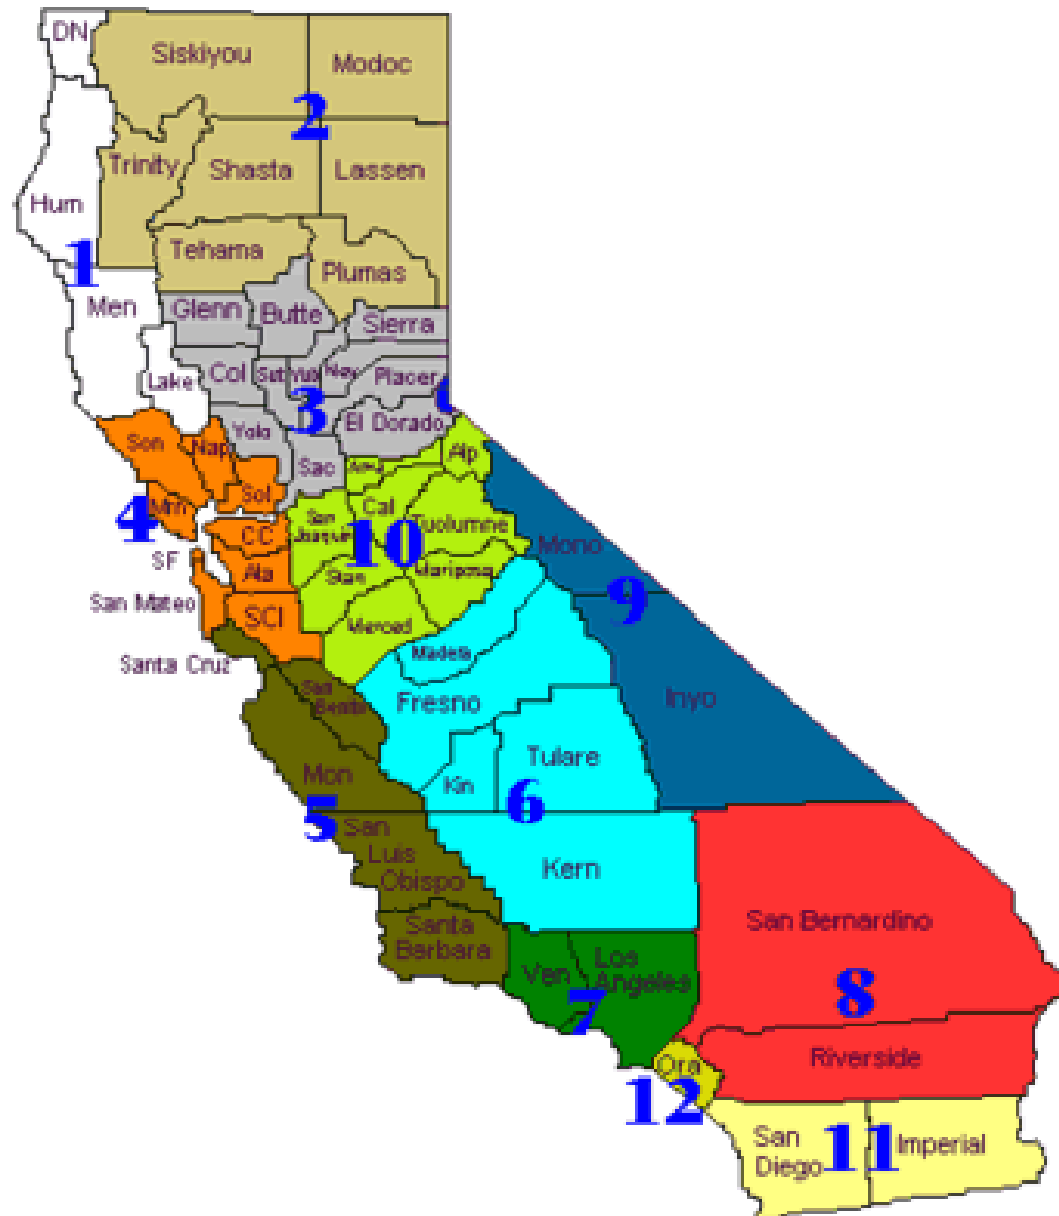 DN
Siskiyou
Modoc
2
Trinity
Shasta
Lassen
Hum
1
Tehama
Plumas
Men
Glenn
Butte
Sierra
Lake
Col
Sut
Yub
Nev
Placer
3
El Dorado
Yolo
Son
Nap
Sac
Alp
Sol
Mrn
4
Cal
San
Joaquin
10
Tuolumne
CC
SF
Ala
Stan
Mariposa
Mono
9
San Mateo
SCl
Merced
Madera
Santa Cruz
San
Benito
Fresno
Inyo
Mon
Kin
Tulare
6
5
San
Luis
Obispo
Kern
Santa
Barbara
San Bernardino
Ven
Los
Angeles
7
8
Ora
Riverside
12
San
Diego
11
Imperial